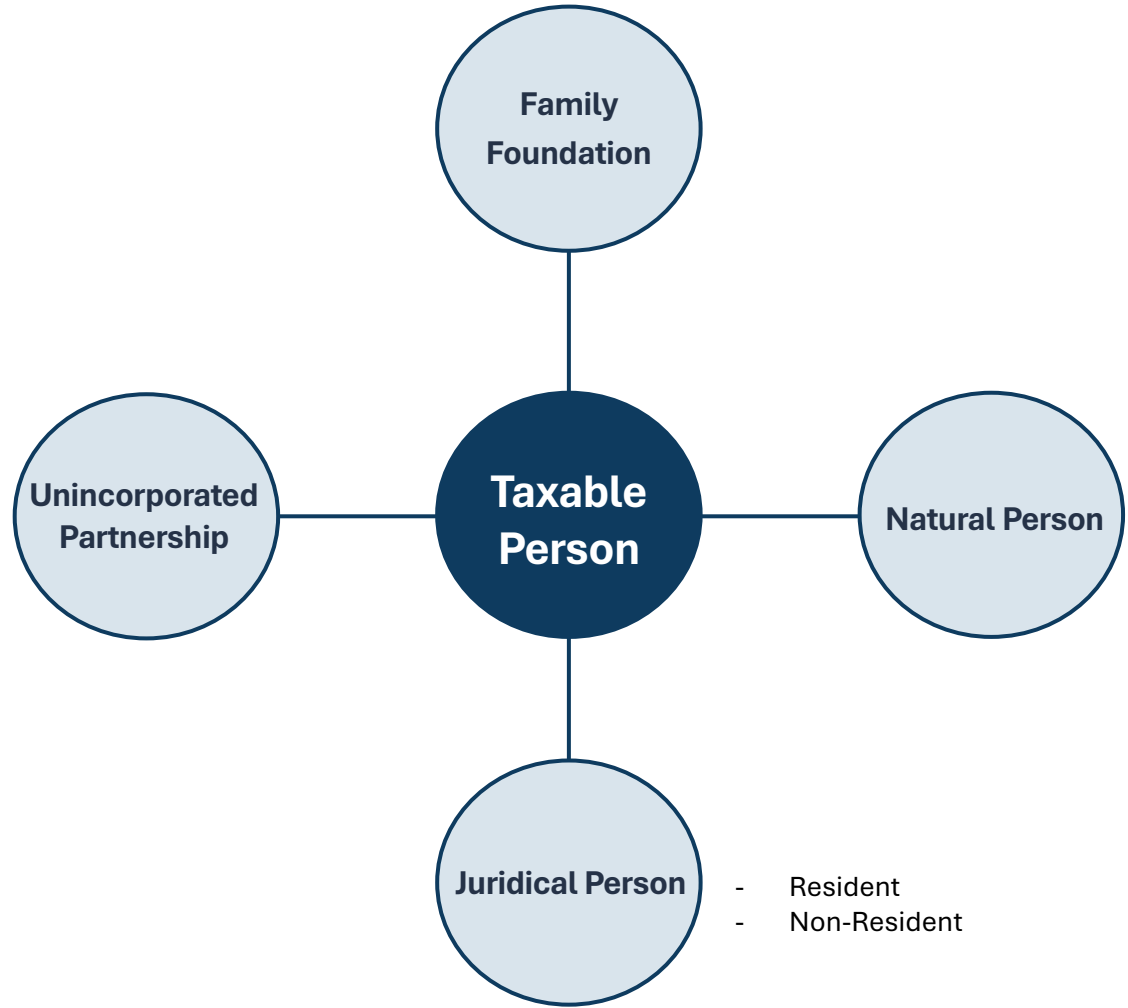 Family
Foundation
Unincorporated
Partnership
Taxable
Person
Natural Person
Juridical Person
- Resident
- Non-Resident